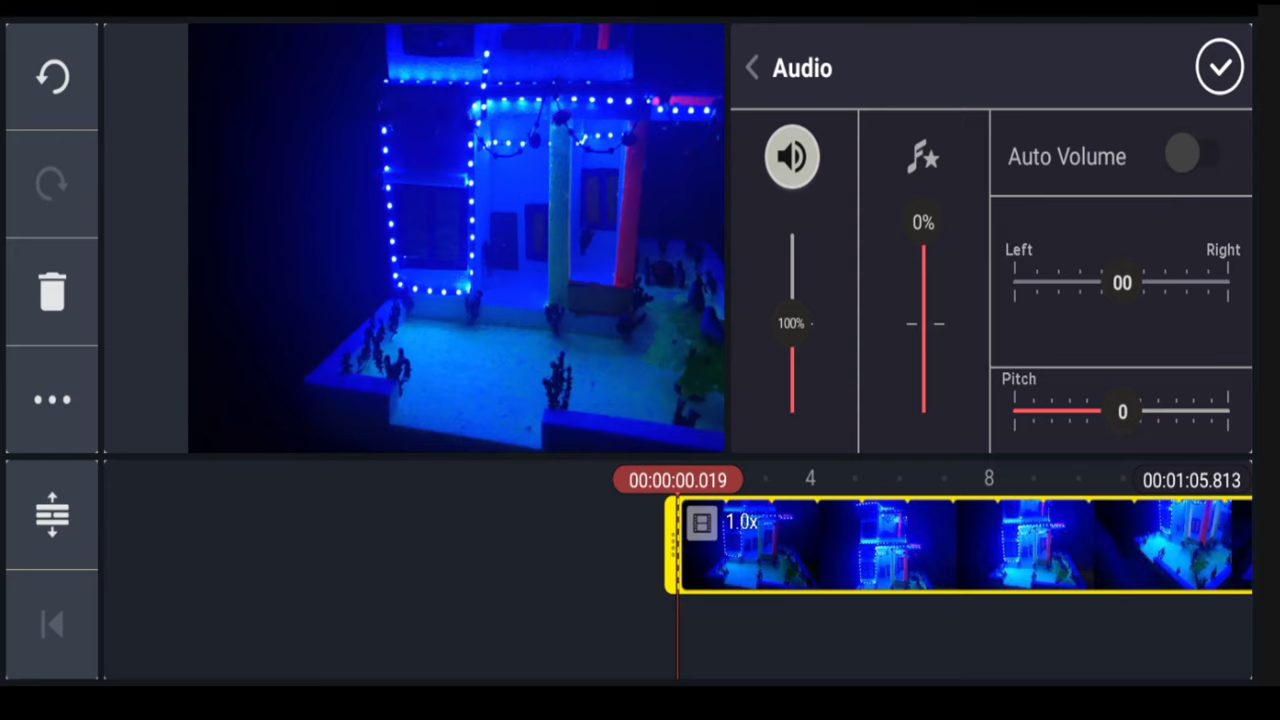 Audio
Auto Volume
0%
Left
Right
00
100%
Pitch
0
00:00:00.019
4
8
00:01:05.813
1.0x